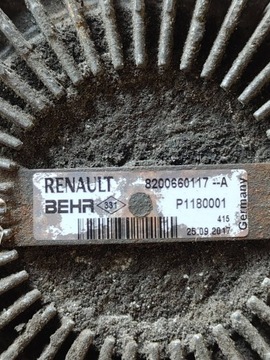 RENAULT 8200660117--A
BEHR 331 P1180001
415
25.09.2017
Germany